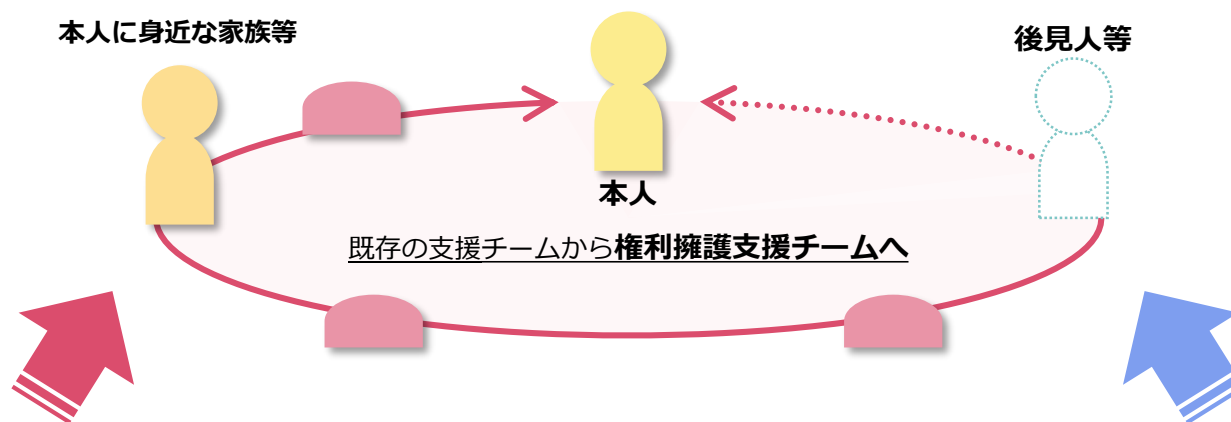 本人に身近な家族等
後見人等
本人
既存の支援チームから権利擁護支援チームへ